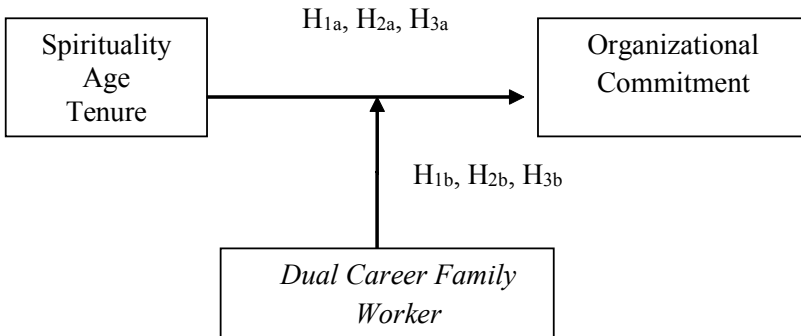 H1a, H2a, H3a
Spirituality
Age
Tenure
Organizational
Commitment
H1b, H2b, H3b
Dual Career Family
Worker